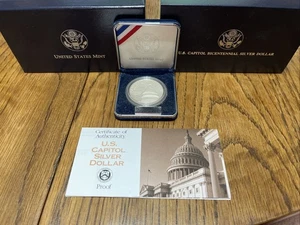 UNITED STATES MINT
U.S. CAPITOL BICENTENNIAL SILVER DOLLAR
Certificate of
Authenticity
U.S.
CAPITOL
SILVER
DOLLAR
Proof